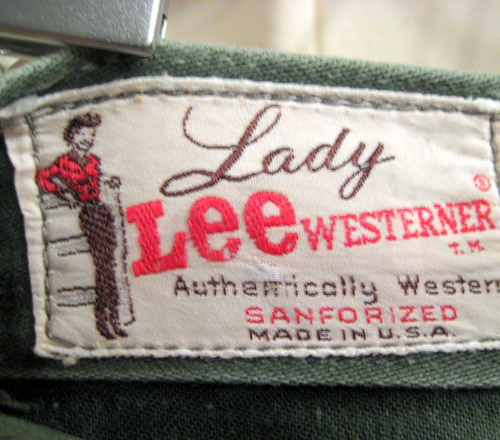 Lady
Lee WESTERNER ®
T.M.
Authentically Western
SANFORIZED
MADE IN U.S.A.